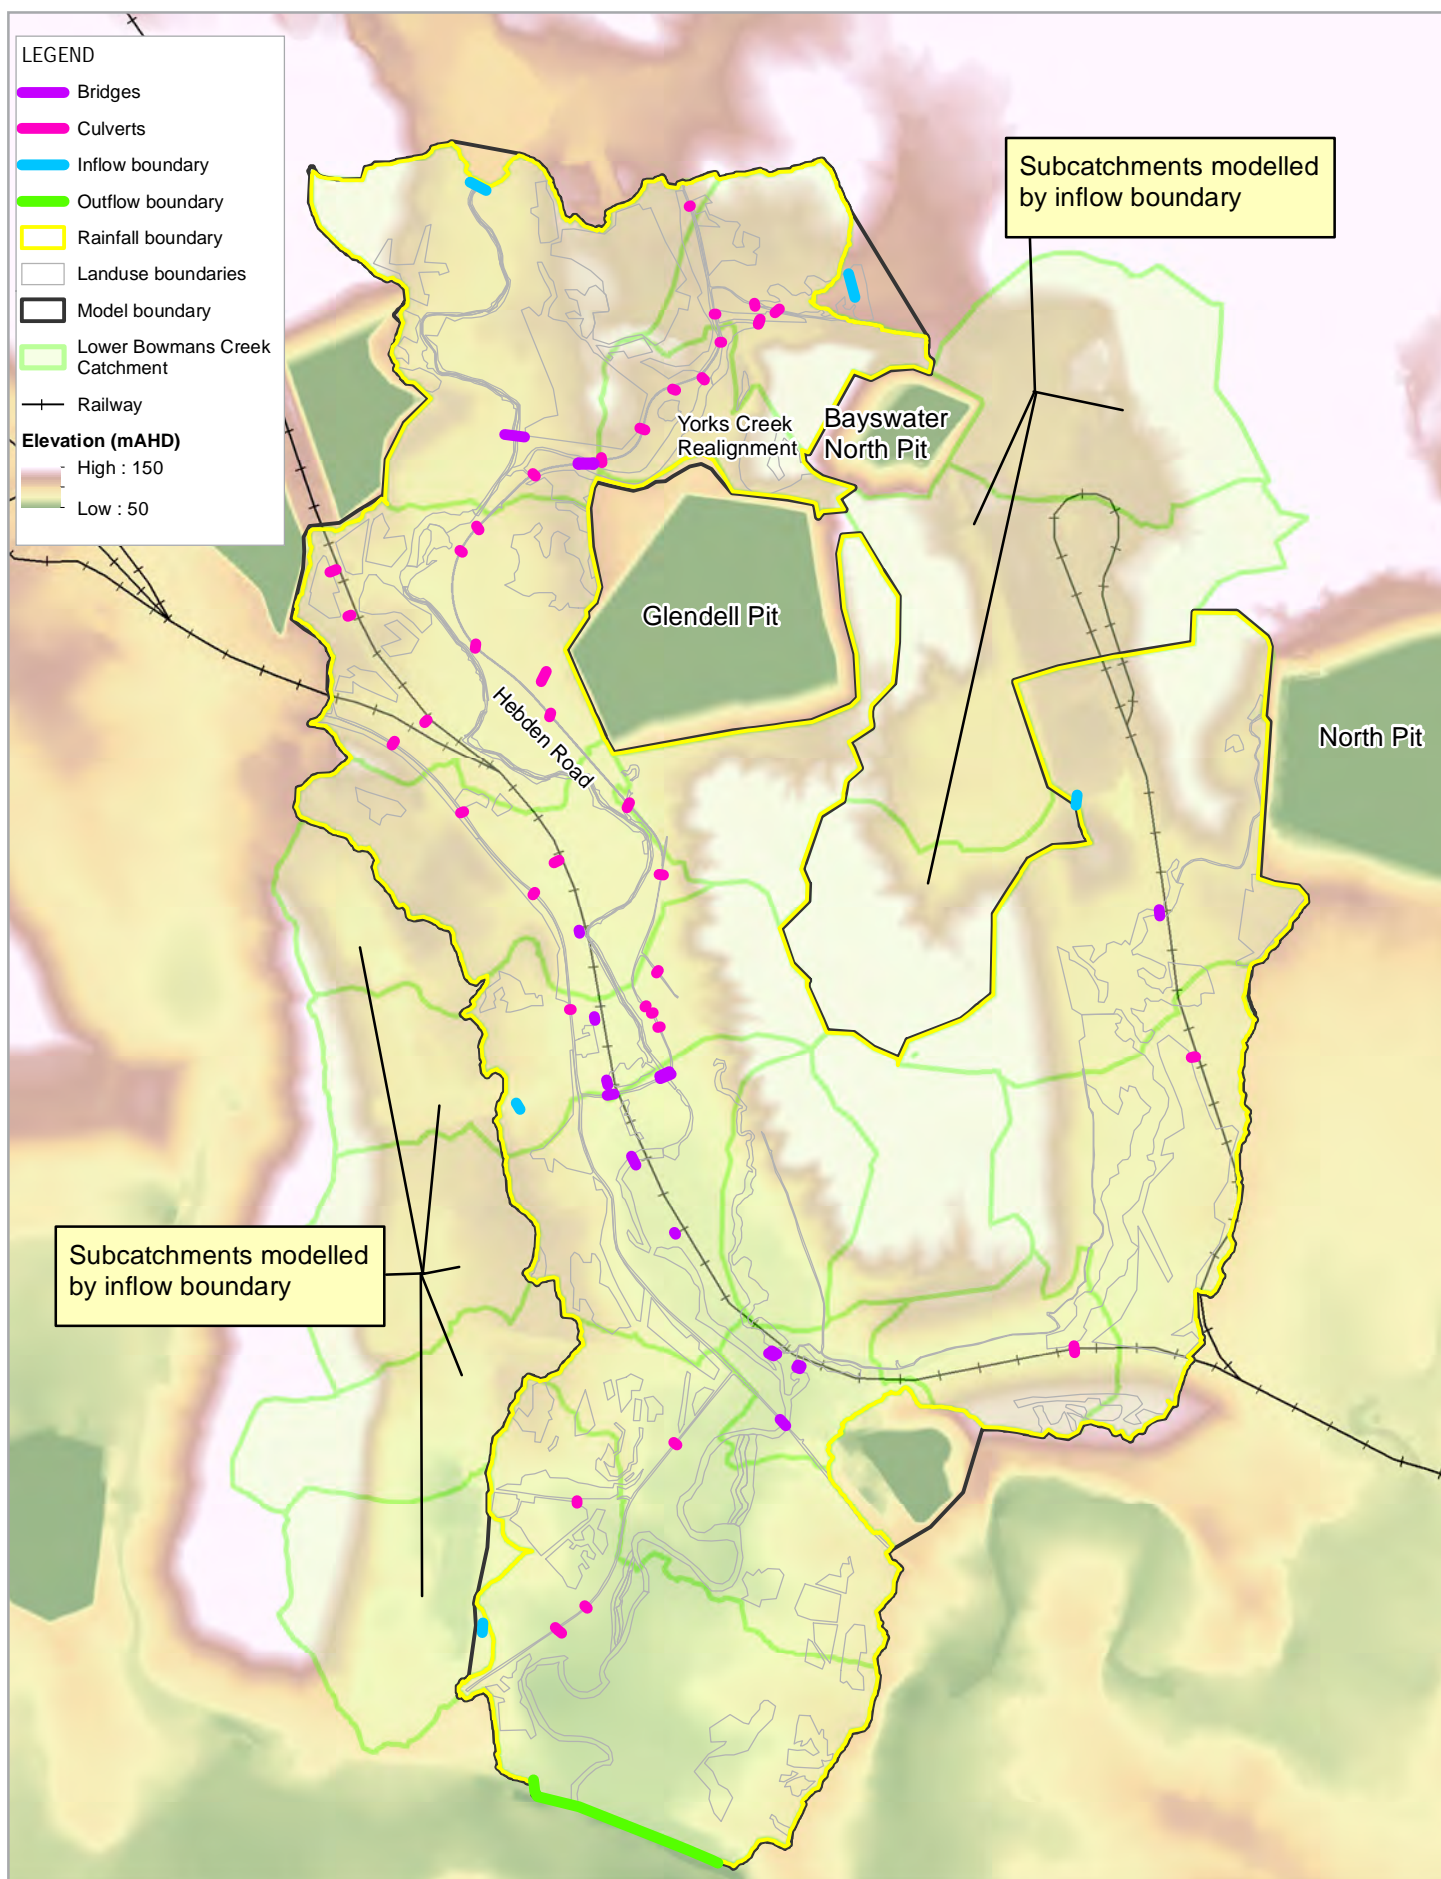 LEGEND
Bridges
Culverts
Inflow boundary
Outflow boundary
Rainfall boundary
Landuse boundaries
Model boundary
Lower Bowmans Creek
Catchment
Railway
Elevation (mAHD)
High : 150
Low : 50
Subcatchments modelled
by inflow boundary
Yorks Creek
Realignment
Bayswater
North Pit
Glendell Pit
Hebden Road
North Pit
Subcatchments modelled
by inflow boundary